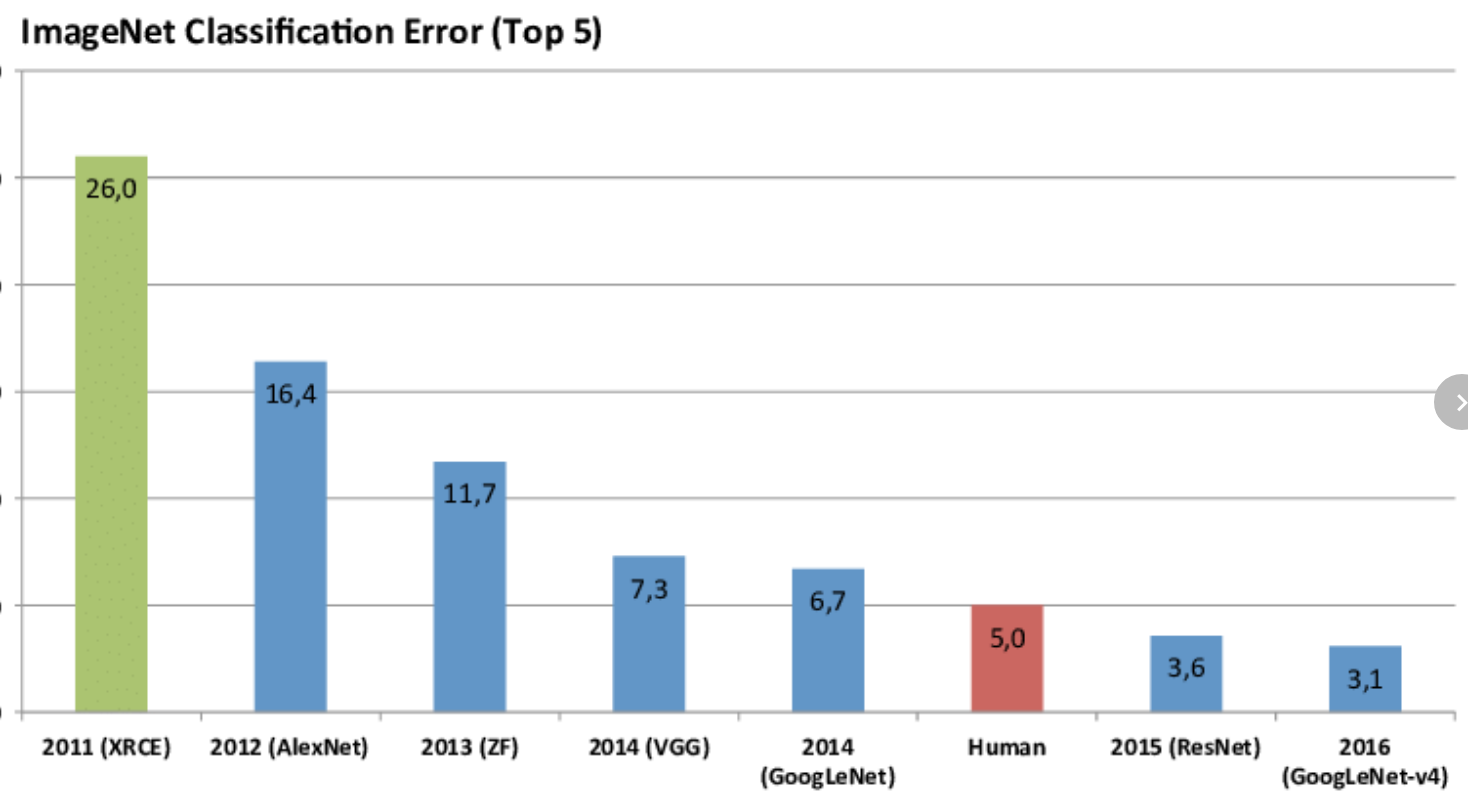 ImageNet Classification Error (Top 5)
26,0
16,4
11,7
7,3
6,7
5,0
3,6
3,1
2011 (XRCE)
2012 (AlexNet)
2013 (ZF)
2014 (VGG)
2014
(GoogLeNet)
Human
2015 (ResNet)
2016
(GoogLeNet-v4)